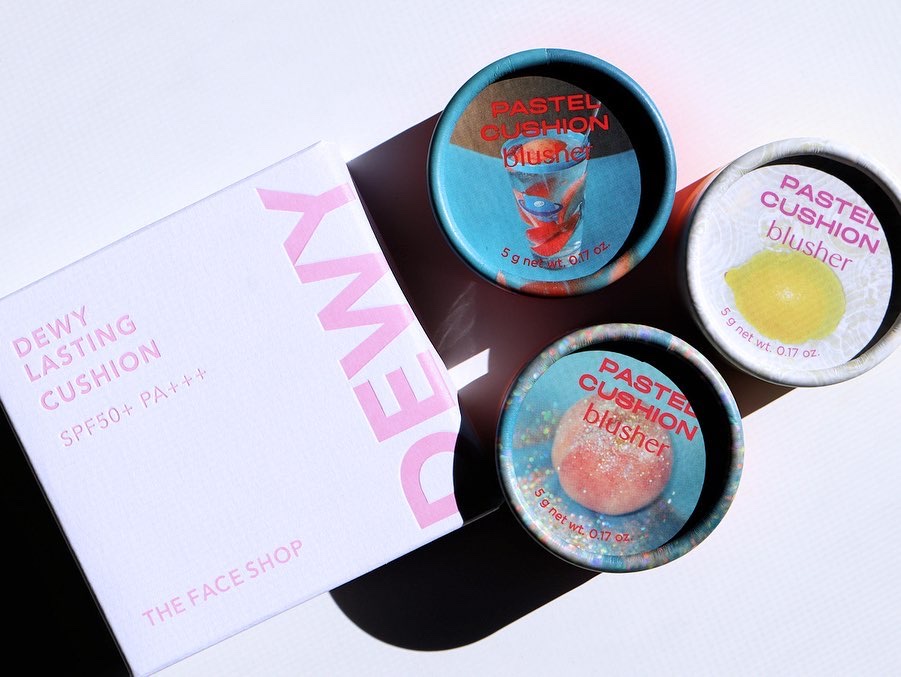 DEWY
LASTING
CUSHION
SPF50+ PA+++
THE FACE SHOP
DEWY
PASTEL
CUSHION
blusher
5 g net wt. 0.17 oz.
PASTEL
CUSHION
blusher
5 g net wt. 0.17 oz.
PASTEL
CUSHION
blusher
5 g net wt. 0.17 oz.